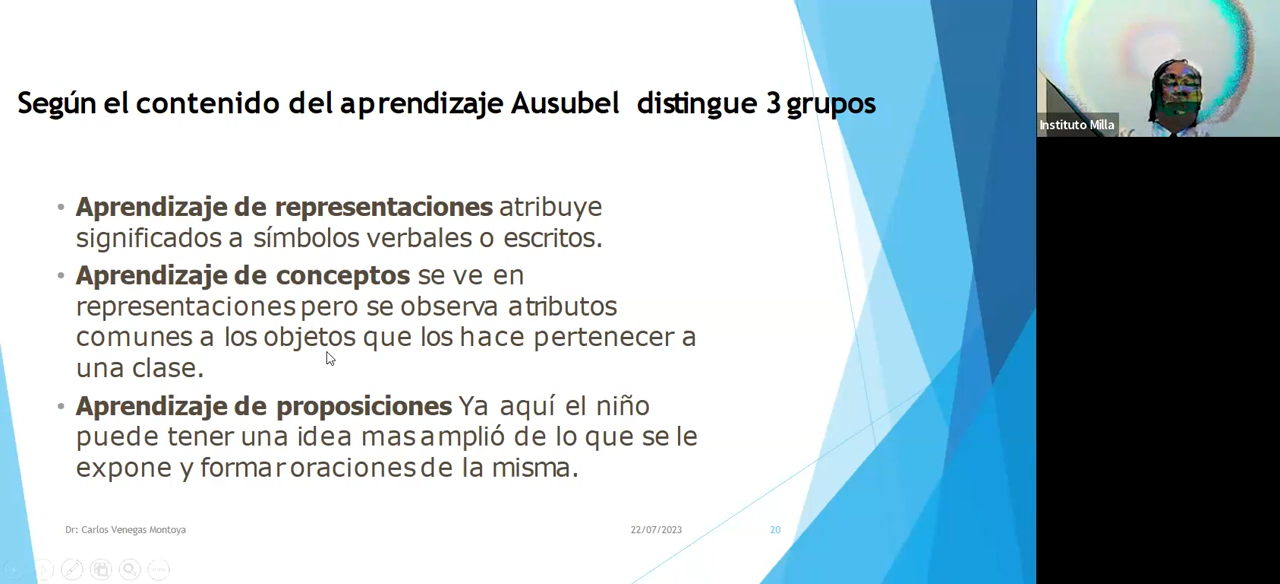 Según el contenido del aprendizaje Ausubel distingue 3 grupos
• Aprendizaje de representaciones atribuye
significados a símbolos verbales o escritos.
• Aprendizaje de conceptos se ve en
representaciones pero se observa atributos
comunes a los objetos que los hace pertenecer a
una clase.
• Aprendizaje de proposiciones Ya aquí el niño
puede tener una idea mas amplió de lo que se le
expone y formar oraciones de la misma.
Dr: Carlos Venegas Montoya
22/07/2023
20
Instituto Milla